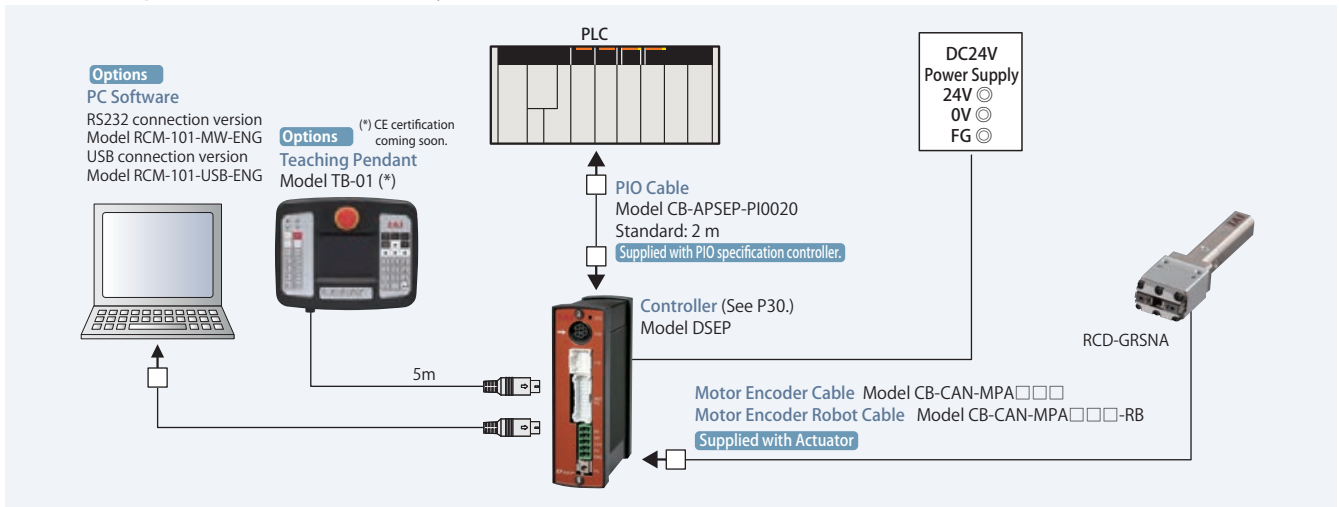 PLC
DC24V
Power Supply
24V ◎
0V ◎
FG ◎
Options
PC Software
RS232 connection version
Model RCM-101-MW-ENG
USB connection version
Model RCM-101-USB-ENG
Options
(*) CE certification
coming soon.
Teaching Pendant
Model TB-01 (*)
PIO Cable
Model CB-APSEP-PI0020
Standard: 2 m
Supplied with PIO specification controller.
Controller (See P30.)
Model DSEP
RCD-GRSNA
5m
Motor Encoder Cable Model CB-CAN-MPA□□□
Motor Encoder Robot Cable Model CB-CAN-MPA□□□-RB
Supplied with Actuator